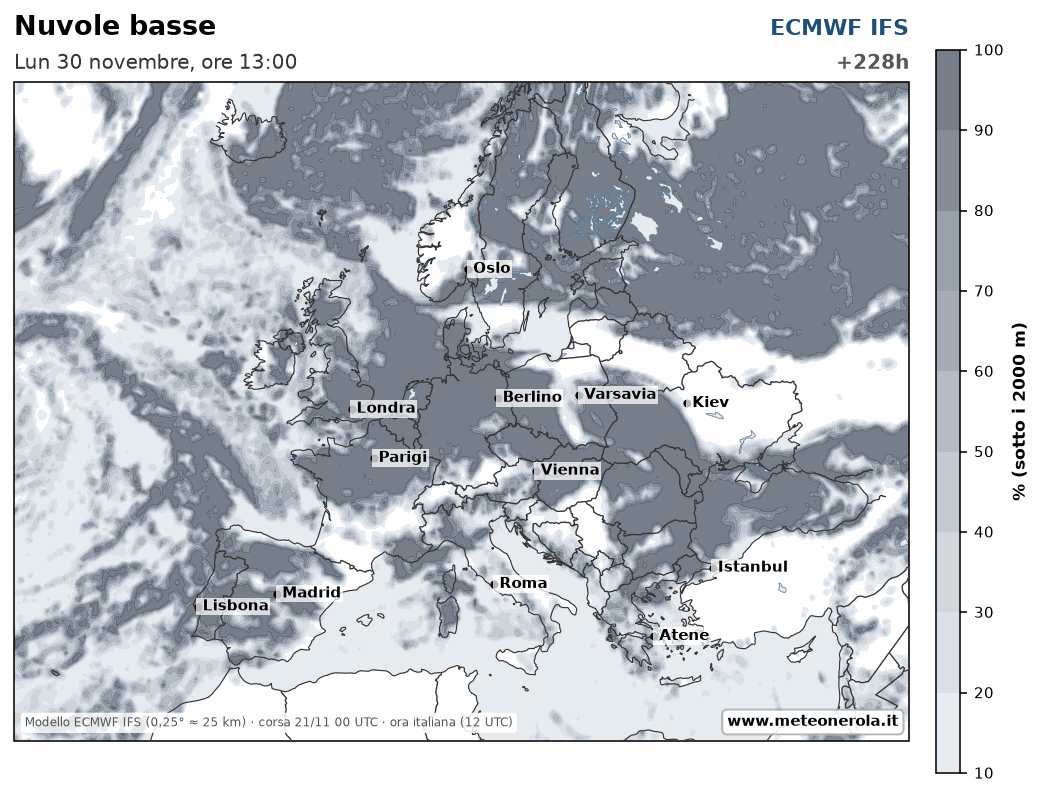 Nuvole basse
ECMWF IFS
Lun 30 novembre, ore 13:00
+228h
100
90
80
70
60
50
40
30
20
10
% (sotto i 2000 m)
Oslo
Londra
Berlino
Varsavia
Kiev
Parigi
Vienna
Istanbul
Roma
Madrid
Lisbona
Atene
Modello ECMWF IFS (0,25° ≈ 25 km) · corsa 21/11 00 UTC · ora italiana (12 UTC)
www.meteonerola.it